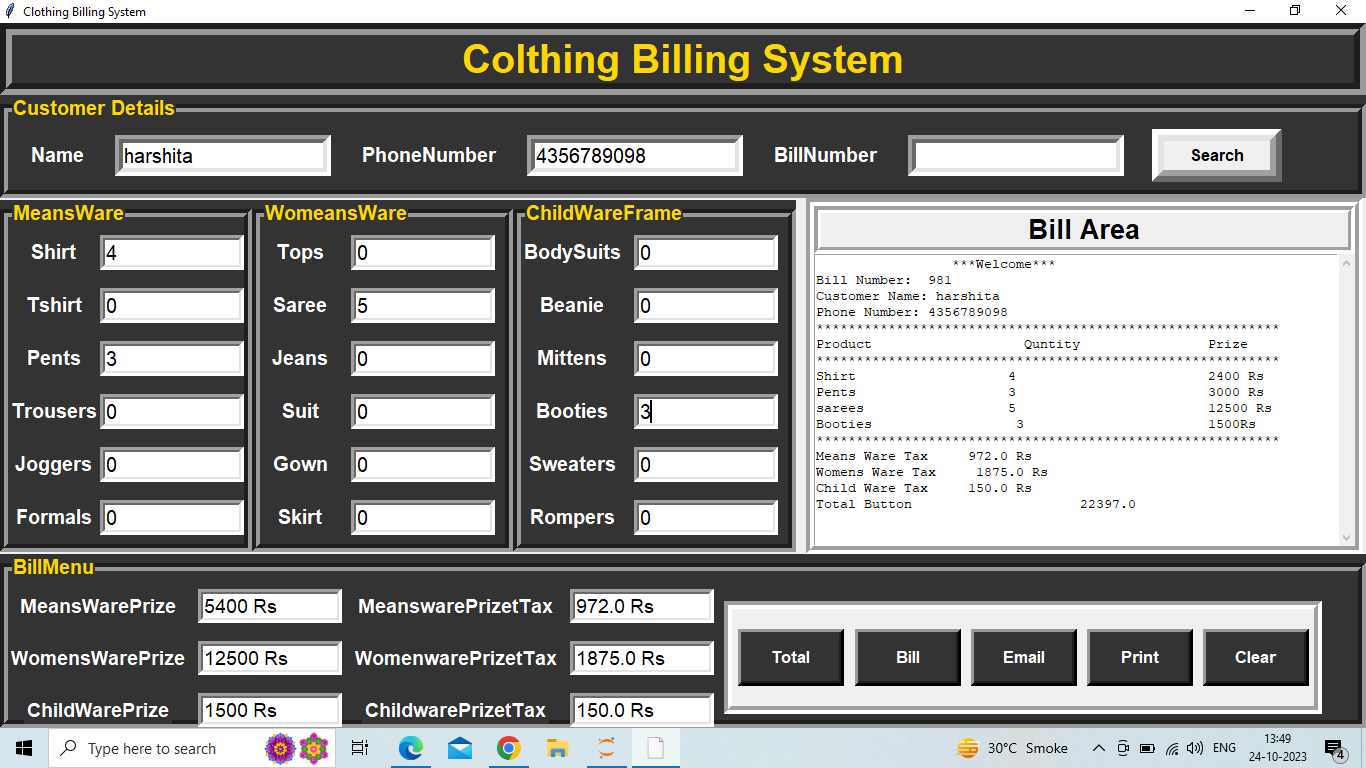 Clothing Billing System
Colthing Billing System
Customer Details
Name harshita PhoneNumber 4356789098 BillNumber Search
MeansWare
Shirt 4
Tshirt 0
Pents 3
Trousers 0
Joggers 0
Formals 0
WomeansWare
Tops 0
Saree 5
Jeans 0
Suit 0
Gown 0
Skirt 0
ChildWareFrame
BodySuits 0
Beanie 0
Mittens 0
Booties 3
Sweaters 0
Rompers 0
Bill Area
***Welcome***
Bill Number: 981
Customer Name: harshita
Phone Number: 4356789098
**********************************************************
Product Quntity Prize
**********************************************************
Shirt 4 2400 Rs
Pents 3 3000 Rs
sarees 5 12500 Rs
Booties 3 1500Rs
**********************************************************
Means Ware Tax 972.0 Rs
Womens Ware Tax 1875.0 Rs
Child Ware Tax 150.0 Rs
Total Button 22397.0
BillMenu
MeansWarePrize 5400 Rs MeanswarePrizetTax 972.0 Rs
WomensWarePrize 12500 Rs WomenwarePrizetTax 1875.0 Rs
ChildWarePrize 1500 Rs ChildwarePrizetTax 150.0 Rs
Total Bill Email Print Clear
Type here to search 30°C Smoke ENG 13:49
24-10-2023 4